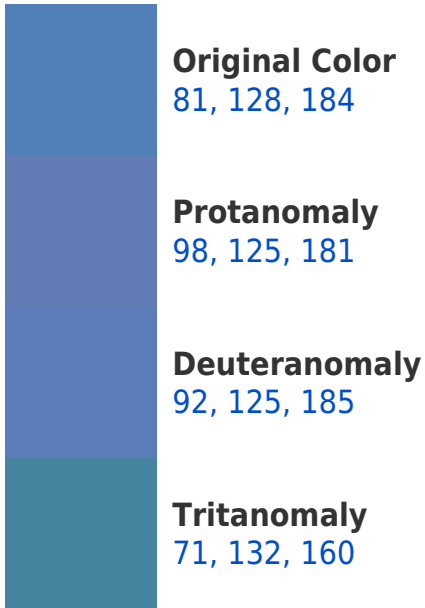 Original Color
81, 128, 184
Protanomaly
98, 125, 181
Deuteranomaly
92, 125, 185
Tritanomaly
71, 132, 160